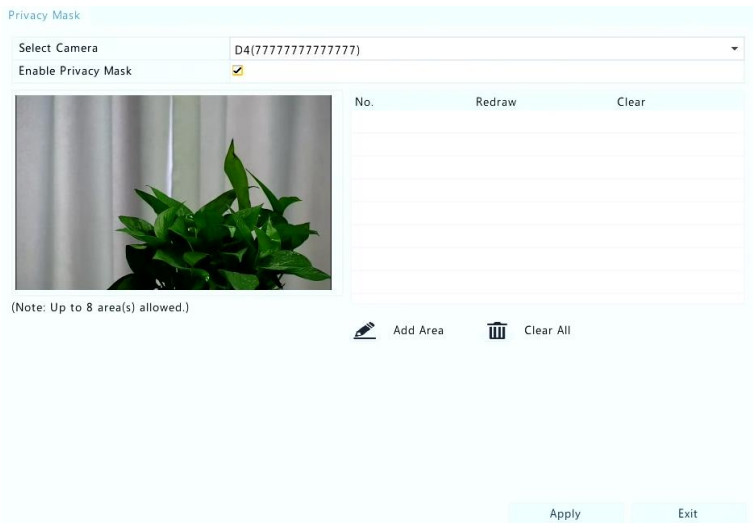 Privacy Mask
Select Camera D4(77777777777777)
Enable Privacy Mask
No. Redraw Clear
(Note: Up to 8 area(s) allowed.)
Add Area Clear All
Apply Exit